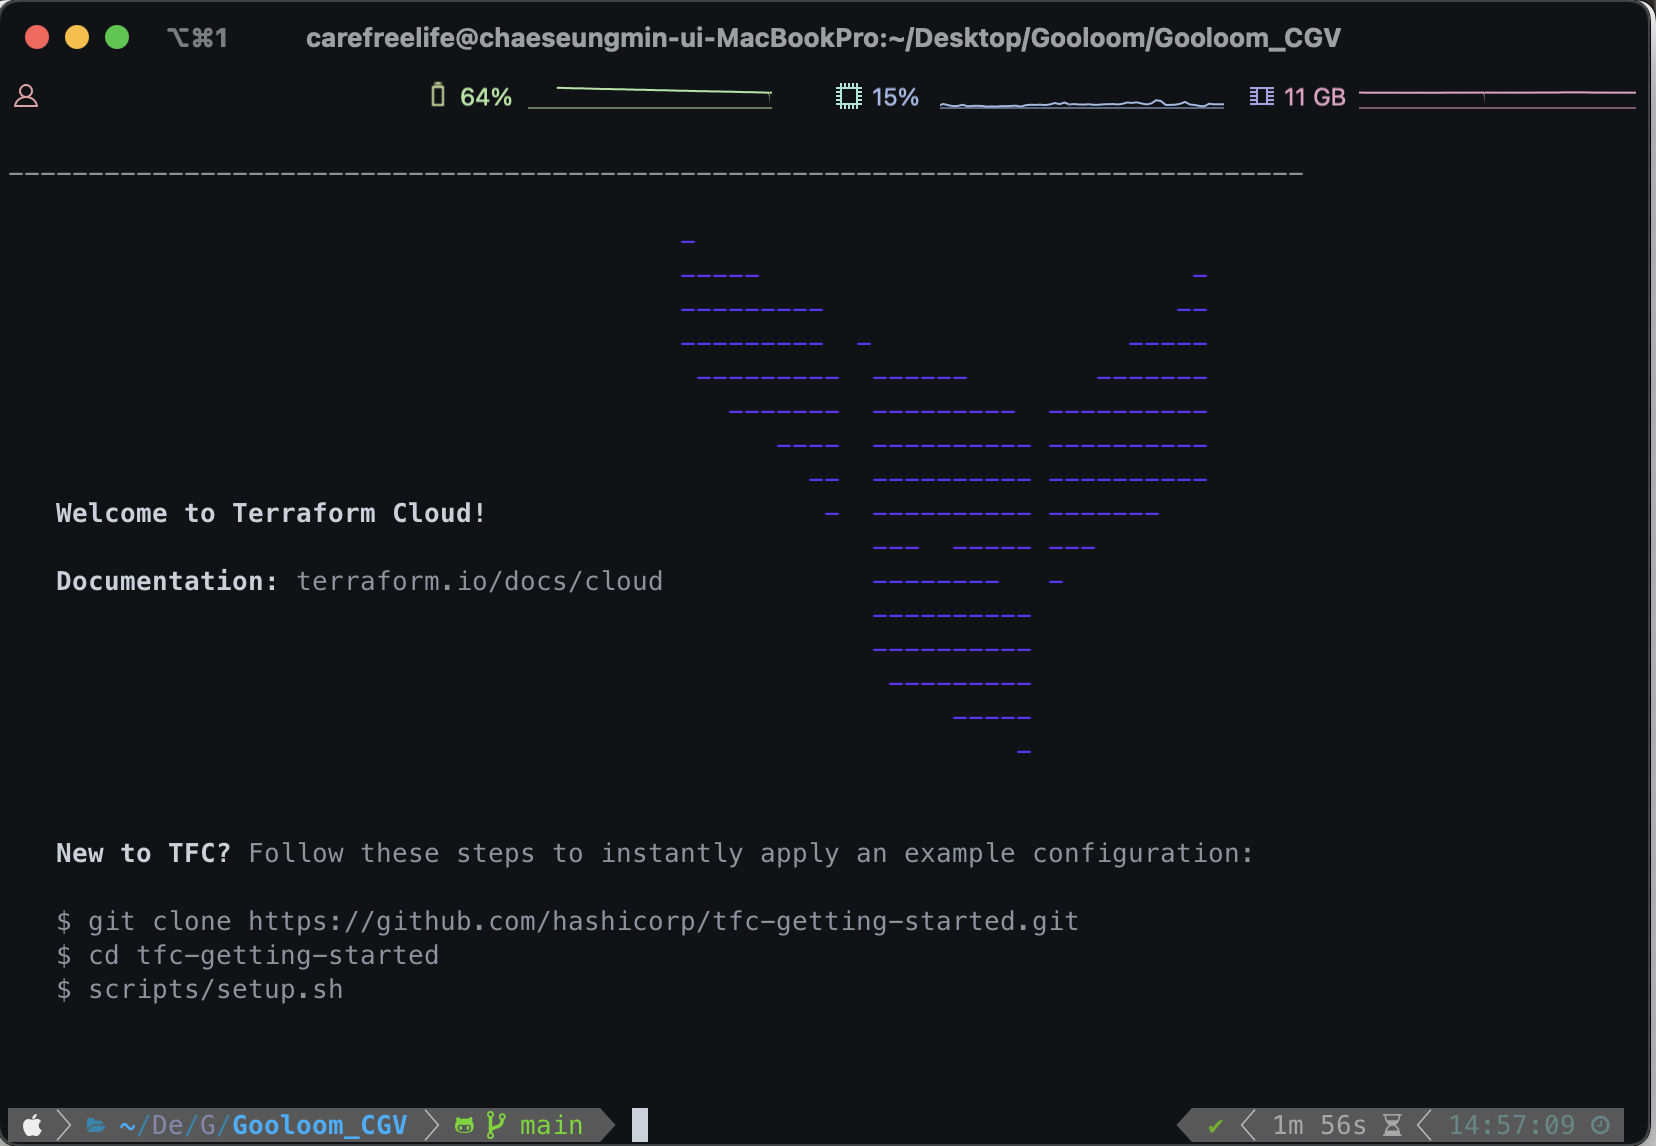 ⌥⌘1 carefreelife@chaeseungmin-ui-MacBookPro:~/Desktop/Gooloom/Gooloom_CGV
64% 15% 11 GB
---------------------------------------------------------------------------------
-
----- -
--------- --
--------- - -----
--------- ------ -------
------- --------- ----------
---- ---------- ----------
-- ---------- ----------
Welcome to Terraform Cloud! - ---------- -------
--- ----- ---
Documentation: terraform.io/docs/cloud -------- -
----------
----------
---------
-----
-
New to TFC? Follow these steps to instantly apply an example configuration:
$ git clone https://github.com/hashicorp/tfc-getting-started.git
$ cd tfc-getting-started
$ scripts/setup.sh
~/De/G/Gooloom_CGV main ✔ 1m 56s 14:57:09